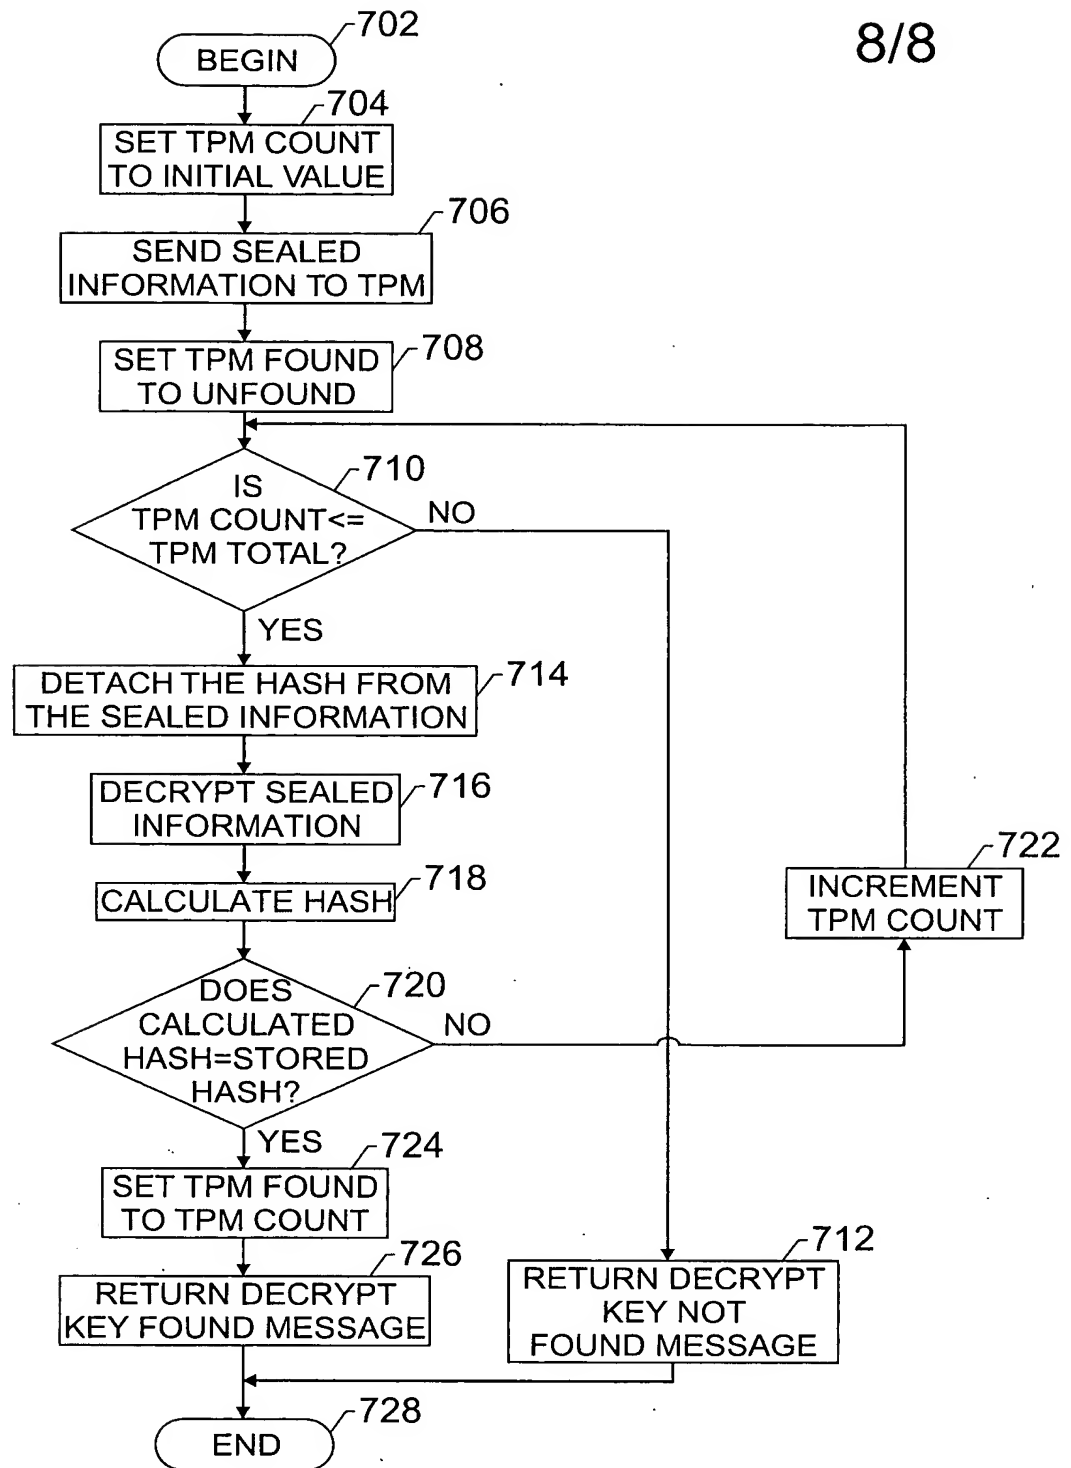 8/8
702
BEGIN
704
SET TPM COUNT
TO INITIAL VALUE
706
SEND SEALED
INFORMATION TO TPM
708
SET TPM FOUND
TO UNFOUND
710
IS
TPM COUNT<=
TPM TOTAL?
NO
YES
714
DETACH THE HASH FROM
THE SEALED INFORMATION
716
DECRYPT SEALED
INFORMATION
718
CALCULATE HASH
722
INCREMENT
TPM COUNT
720
DOES
CALCULATED
HASH=STORED
HASH?
NO
YES
724
SET TPM FOUND
TO TPM COUNT
726
RETURN DECRYPT
KEY FOUND MESSAGE
712
RETURN DECRYPT
KEY NOT
FOUND MESSAGE
728
END